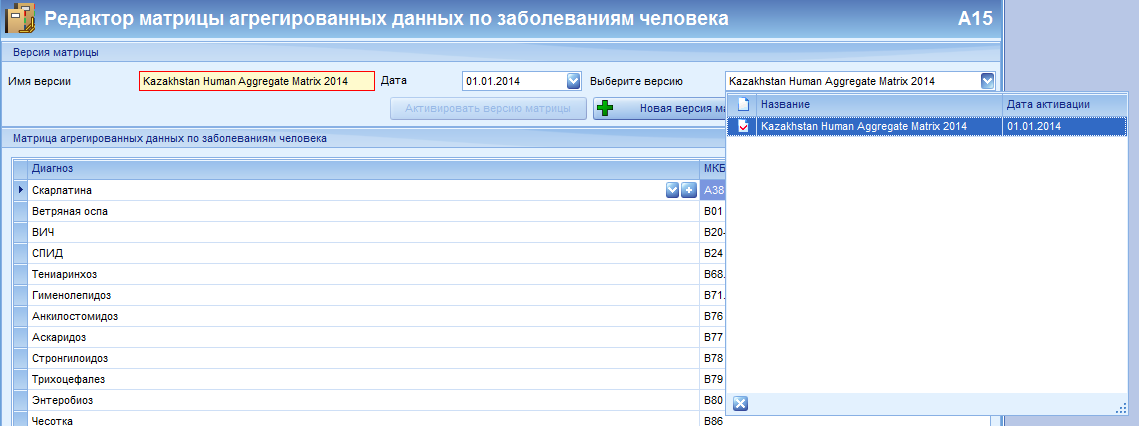 Редактор матрицы агрегированных данных по заболеваниям человека A15
Версия матрицы
Имя версии Kazakhstan Human Aggregate Matrix 2014 Дата 01.01.2014 Выберите версию Kazakhstan Human Aggregate Matrix 2014
Активировать версию матрицы Новая версия
Название Дата активации
Kazakhstan Human Aggregate Matrix 2014 01.01.2014
Матрица агрегированных данных по заболеваниям человека
Диагноз МКБ
Скарлатина A38
Ветряная оспа B01
ВИЧ B20-
СПИД B24
Тениаринхоз B68.
Гименолепидоз B71.
Анкилостомидоз B76
Аскаридоз B77
Стронгилоидоз B78
Трихоцефалез B79
Энтеробиоз B80
Чесотка B86